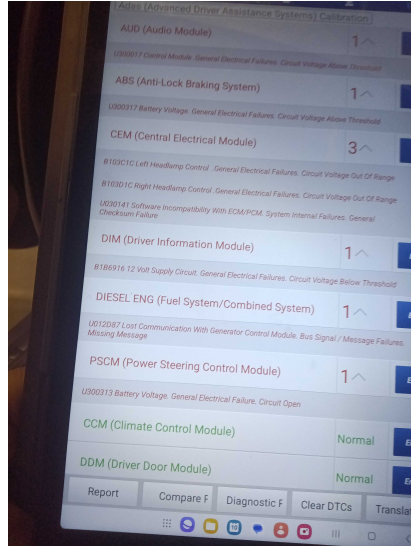 (Adas (Advanced Driver Assistance Systems) Calibration)
AUD (Audio Module)
1
U300017 Control Module. General Electrical Failures. Circuit Voltage Above Threshold
ABS (Anti-Lock Braking System)
1
U300317 Battery Voltage. General Electrical Failures. Circuit Voltage Above Threshold
CEM (Central Electrical Module)
3
B103C1C Left Headlamp Control .General Electrical Failures. Circuit Voltage Out Of Range
B103D1C Right Headlamp Control .General Electrical Failures. Circuit Voltage Out Of Range
U030141 Software Incompatibility With ECM/PCM. System Internal Failures. General
Checksum Failure
DIM (Driver Information Module)
1
B1B6916 12 Volt Supply Circuit. General Electrical Failures. Circuit Voltage Below Threshold
DIESEL ENG (Fuel System/Combined System)
1
U012D87 Lost Communication With Generator Control Module. Bus Signal / Message Failures.
Missing Message
PSCM (Power Steering Control Module)
1
U300313 Battery Voltage. General Electrical Failure. Circuit Open
CCM (Climate Control Module)
Normal
DDM (Driver Door Module)
Normal
Report
Compare F
Diagnostic F
Clear DTCs
Translat